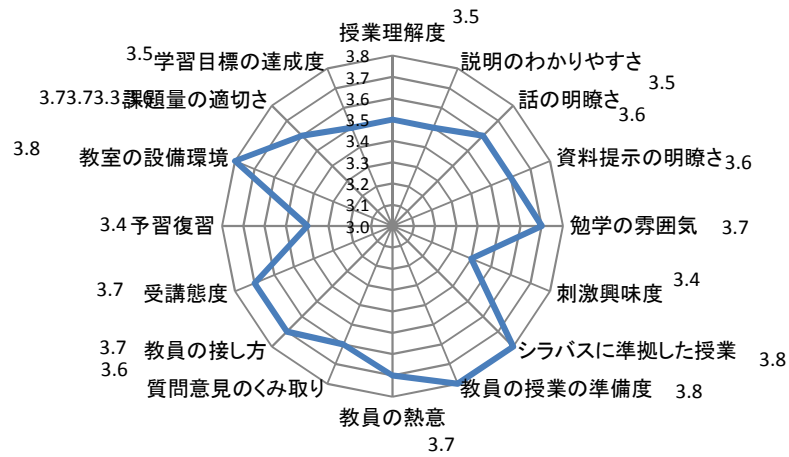 授業理解度 3.5
3.5 学習目標の達成度
説明のわかりやすさ 3.5
課題量の適切さ
話の明瞭さ 3.6
3.8 教室の設備環境
資料提示の明瞭さ 3.6
3.4 予習復習
勉学の雰囲気 3.7
3.7 受講態度
刺激興味度 3.4
3.7 教員の接し方
シラバスに準拠した授業 3.8
3.6 質問意見のくみ取り
教員の授業の準備度 3.8
教員の熱意
3.7
3.8
3.7
3.6
3.5
3.4
3.3
3.2
3.1
3.0